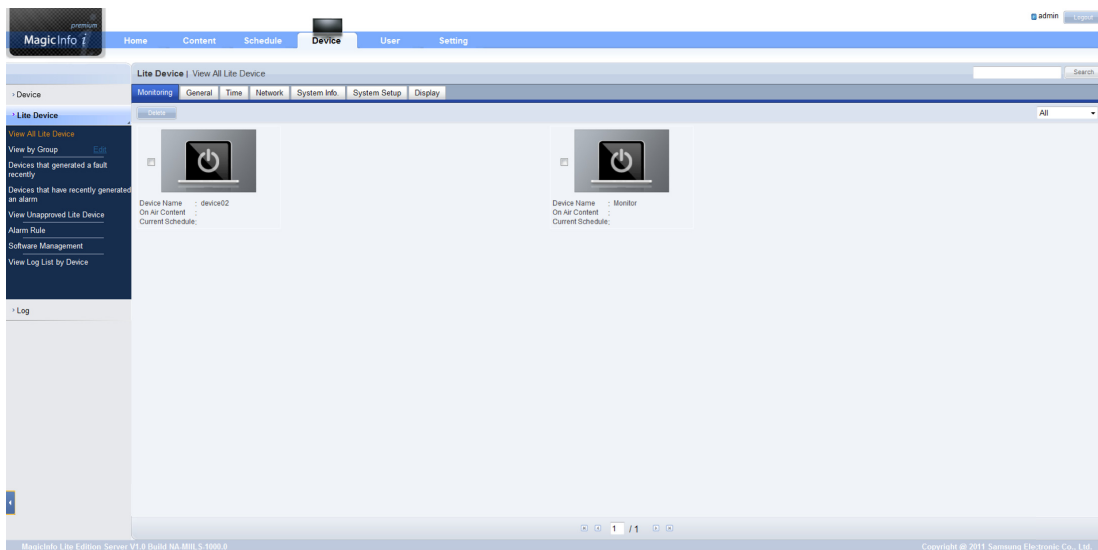 admin Logout
premium
MagicInfo i
Home Content Schedule Device User Setting
Lite Device | View All Lite Device Search
Device
Monitoring General Time Network System Info. System Setup Display
Lite Device
Delete All
View All Lite Device
View by Group Edit
Devices that generated a fault
recently
Devices that have recently generated
an alarm
View Unapproved Lite Device
Alarm Rule
Software Management
View Log List by Device
Log
Device Name : device02
On Air Content :
Current Schedule:
Device Name : Monitor
On Air Content :
Current Schedule:
1 / 1
MagicInfo Lite Edition Server V1.0 Build NA-MIILS-1000.0 Copyright @ 2011 Samsung Electronic Co., Ltd.